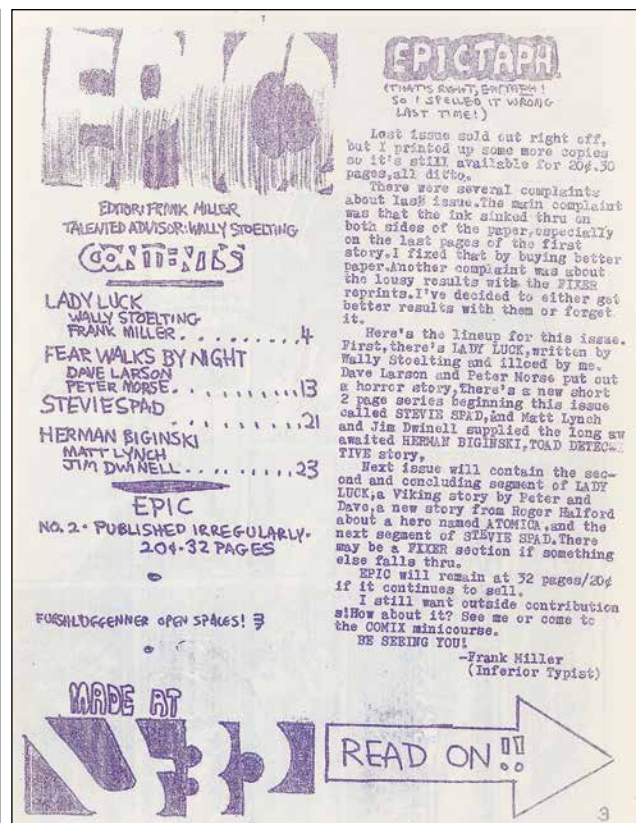 EPIC
EDITOR: FRANK MILLER
TALENTED ADVISOR: WALLY STOELTING
CONTENTS
LADY LUCK
WALLY STOELTING
FRANK MILLER . . . . . . . . . . 4
FEAR WALKS BY NIGHT
DAVE LARSON
PETER NORSE. . . . . . . . . . 13
STEVIE SPAD . . . . . . . . . . 21
HERMAN BIGINSKI
MATT LYNCH
JIM DWINELL . . . . . . . . . 23
EPIC
NO. 2 • PUBLISHED IRREGULARLY.
20¢ • 32 PAGES
OPEN SPACES!
MADE AT
EPICTAPH
(THAT'S RIGHT, EPITAPH!
SO I SPELLED IT WRONG
LAST TIME!)
Last issue sold out right off,
but I printed up some more copies
so it's still available for 20¢.30
pages,all ditto.
There were several complaints
about last issue.The main complaint
was that the ink sinked thru on
both sides of the paper,especially
on the last pages of the first
story.I fixed that by buying better
paper.Another complaint was about
the lousy results with the FIXER
reprints.I've decided to either get
better results with them or forget
it.
Here's the lineup for this issue.
First,there's LADY LUCK,written by
Wally Stoelting and illoed by me.
Dave Larson and Peter Norse put out
a horror story,There's a new short
2 page series beginning this issue
called STEVIE SPAD,and Matt Lynch
and Jim Dwinell supplied the long aw
awaited HERMAN BIGINSKI,TOAD DETEC-
TIVE story,
Next issue will contain the sec-
ond and concluding segment of LADY
LUCK,a Viking story by Peter and
Dave,a new story from Roger Halford
about a hero named ATOMICA,and the
next segment of STEVIE SPAD.There
may be a FIXER section if something
else falls thru.
EPIC will remain at 32 pages/20¢
if it continues to sell.
I still want outside contribution
s!How about it? See me or come to
the COMIX minicourse.
BE SEEING YOU!
-Frank Miller
(Inferior Typist)
READ ON!!
3